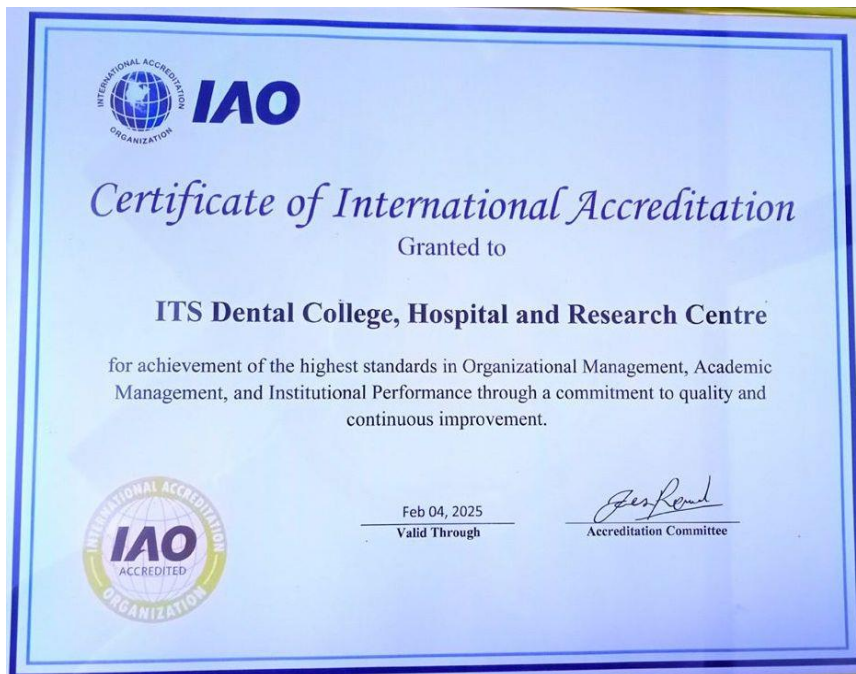 INTERNATIONAL ACCREDITATION
ORGANIZATION
IAO
Certificate of International Accreditation
Granted to
ITS Dental College, Hospital and Research Centre
for achievement of the highest standards in Organizational Management, Academic
Management, and Institutional Performance through a commitment to quality and
continuous improvement.
Feb 04, 2025
Valid Through
Accreditation Committee
INTERNATIONAL ACCREDITATION
IAO
ACCREDITED
ORGANIZATION